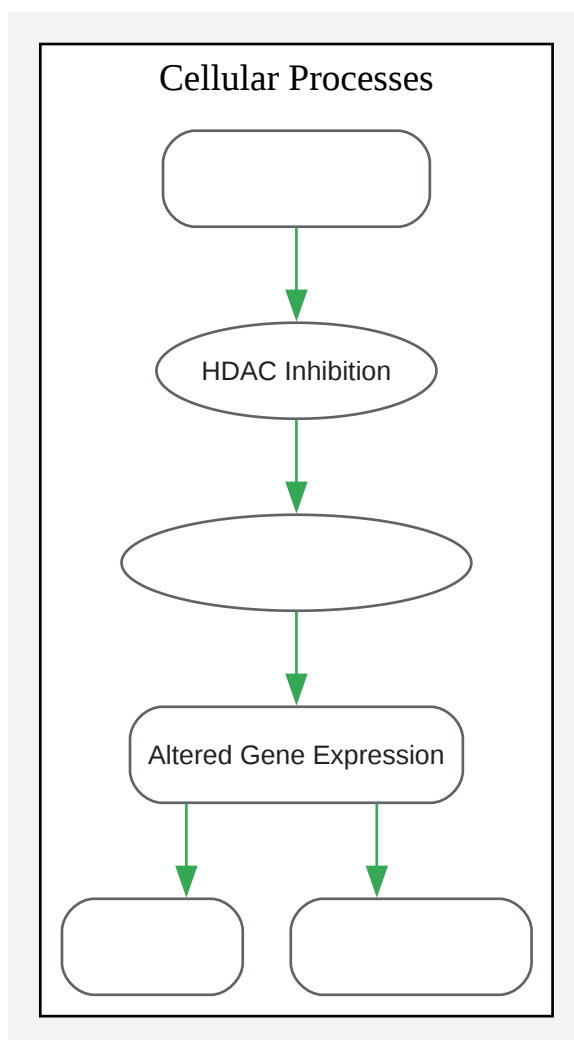 Cellular Processes
HDAC Inhibition
Altered Gene Expression